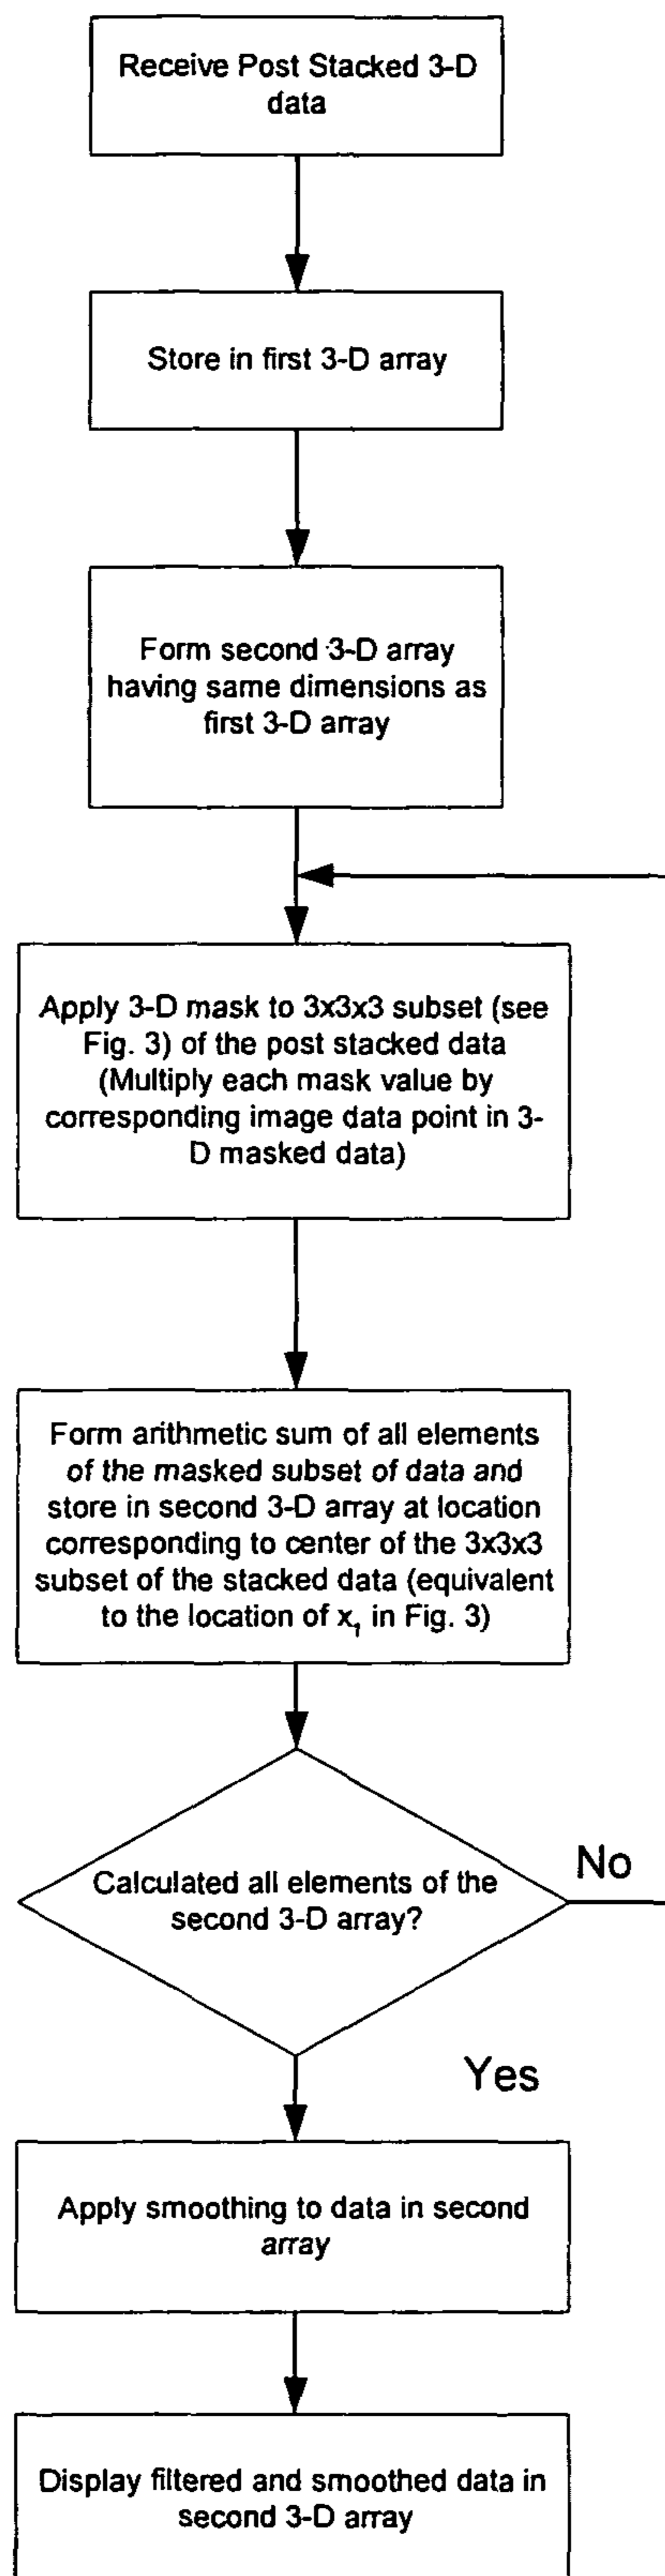 Receive Post Stacked 3-D
data
Store in first 3-D array
Form second 3-D array
having same dimensions as
first 3-D array
Apply 3-D mask to 3x3x3 subset (see
Fig. 3) of the post stacked data
(Multiply each mask value by
corresponding image data point in 3-
D masked data)
Form arithmetic sum of all elements
of the masked subset of data and
store in second 3-D array at location
corresponding to center of the 3x3x3
subset of the stacked data (equivalent
to the location of x₁ in Fig. 3)
Calculated all elements of the
second 3-D array?
No
Yes
Apply smoothing to data in second
array
Display filtered and smoothed data in
second 3-D array